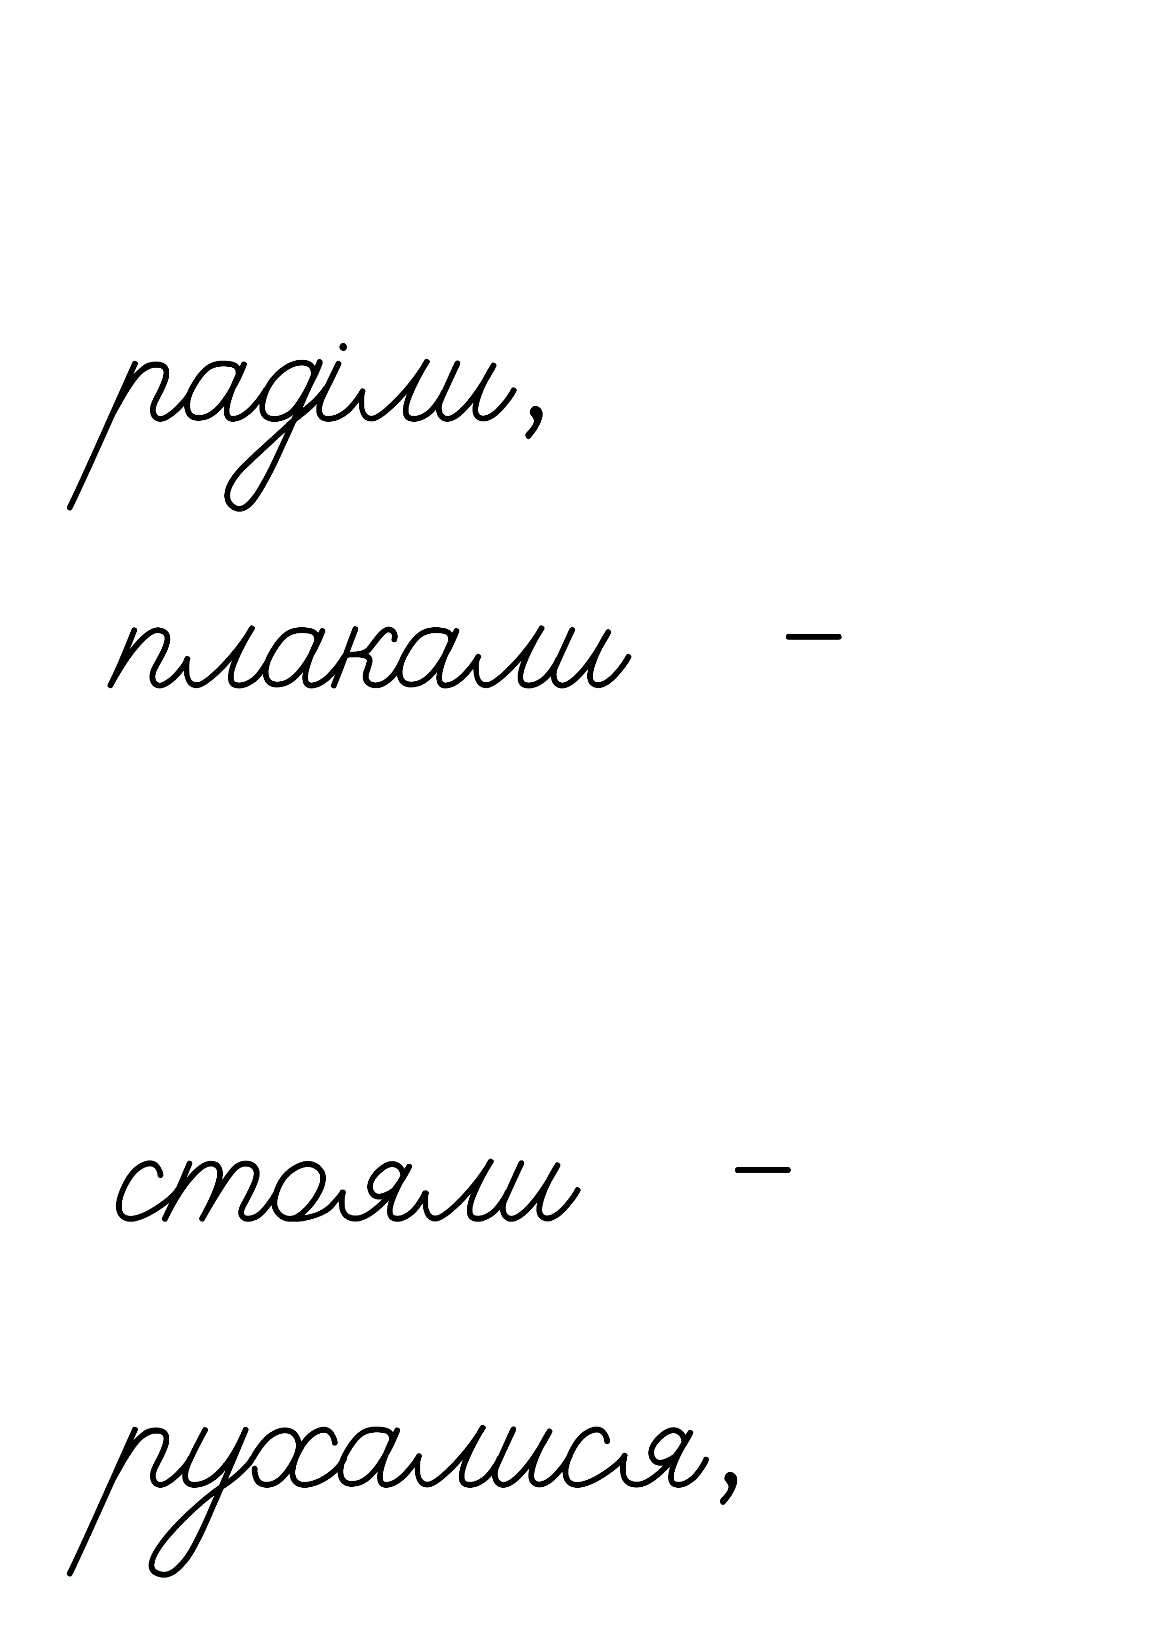 раділи,
плакали –
стояли –
рухалися,